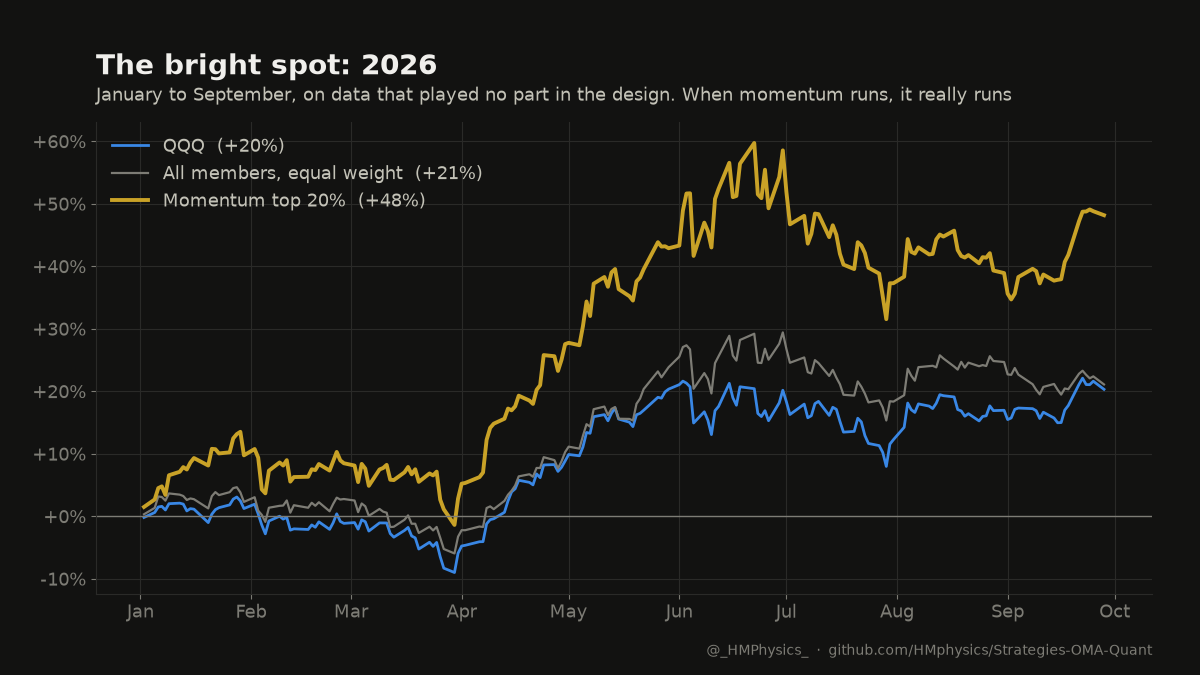 The bright spot: 2026
January to September, on data that played no part in the design. When momentum runs, it really runs
QQQ (+20%)
All members, equal weight (+21%)
Momentum top 20% (+48%)
+60%
+50%
+40%
+30%
+20%
+10%
+0%
-10%
Jan Feb Mar Apr May Jun Jul Aug Sep Oct
@_HMPhysics_ · github.com/HMphysics/Strategies-OMA-Quant